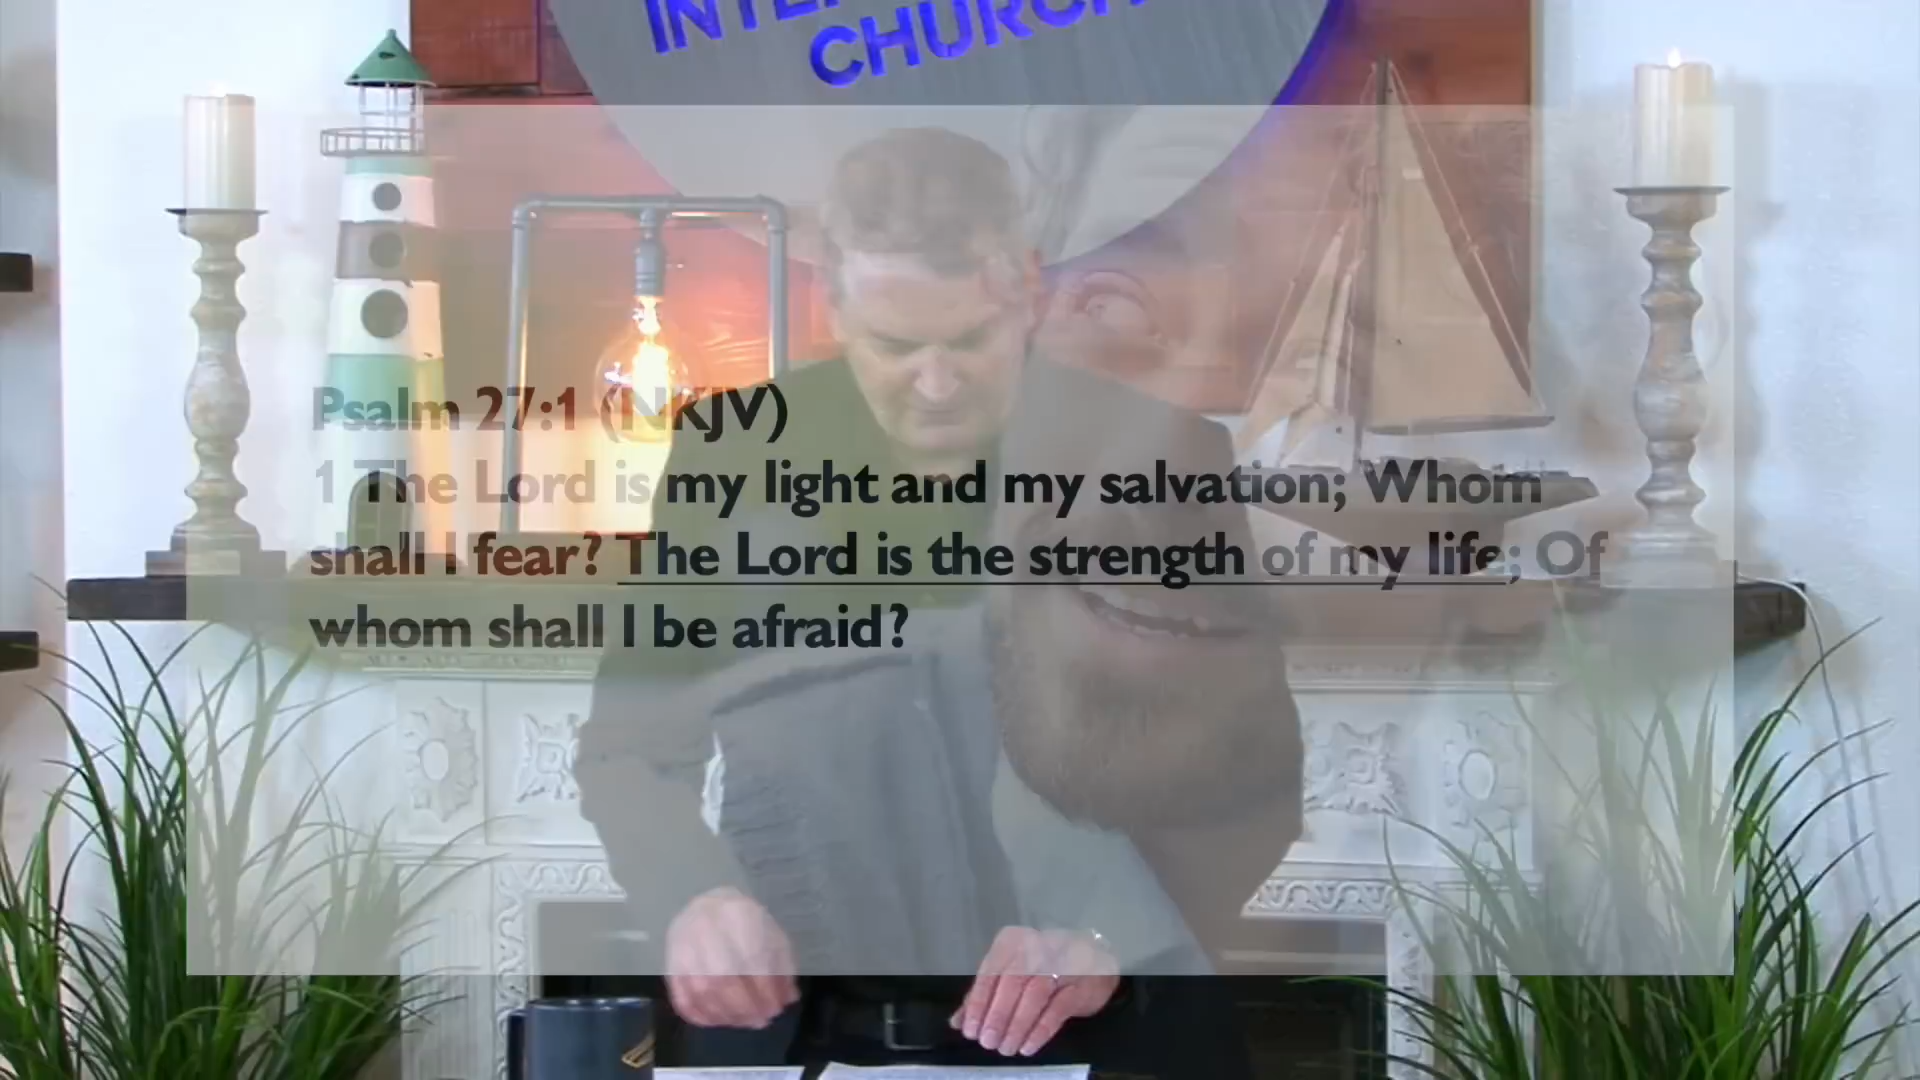 CHURCH
Psalm 27:1 (NKJV)
1 The Lord is my light and my salvation; Whom
shall I fear? The Lord is the strength of my life; Of
whom shall I be afraid?